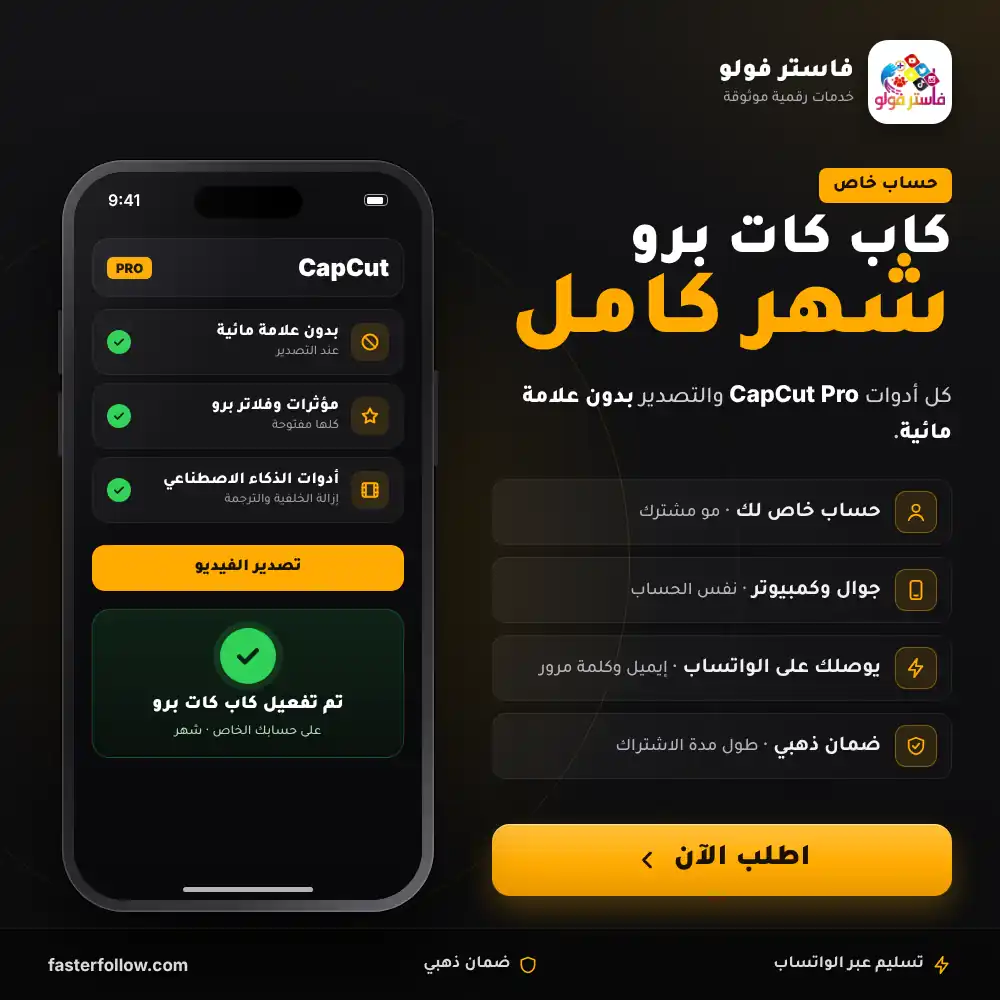 فاستر فولو
فاستر فولو
خدمات رقمية موثوقة
حساب خاص
كاب كات برو
شهر كامل
كل أدوات CapCut Pro والتصدير بدون علامة
مائية.
حساب خاص لك · مو مشترك
جوال وكمبيوتر · نفس الحساب
يوصلك على الواتساب · إيميل وكلمة مرور
ضمان ذهبي · طول مدة الاشتراك
اطلب الآن
9:41
CapCut
PRO
بدون علامة مائية
عند التصدير
مؤثرات وفلاتر برو
كلها مفتوحة
أدوات الذكاء الاصطناعي
إزالة الخلفية والترجمة
تصدير الفيديو
تم تفعيل كاب كات برو
على حسابك الخاص · شهر
تسليم عبر الواتساب
ضمان ذهبي
fasterfollow.com